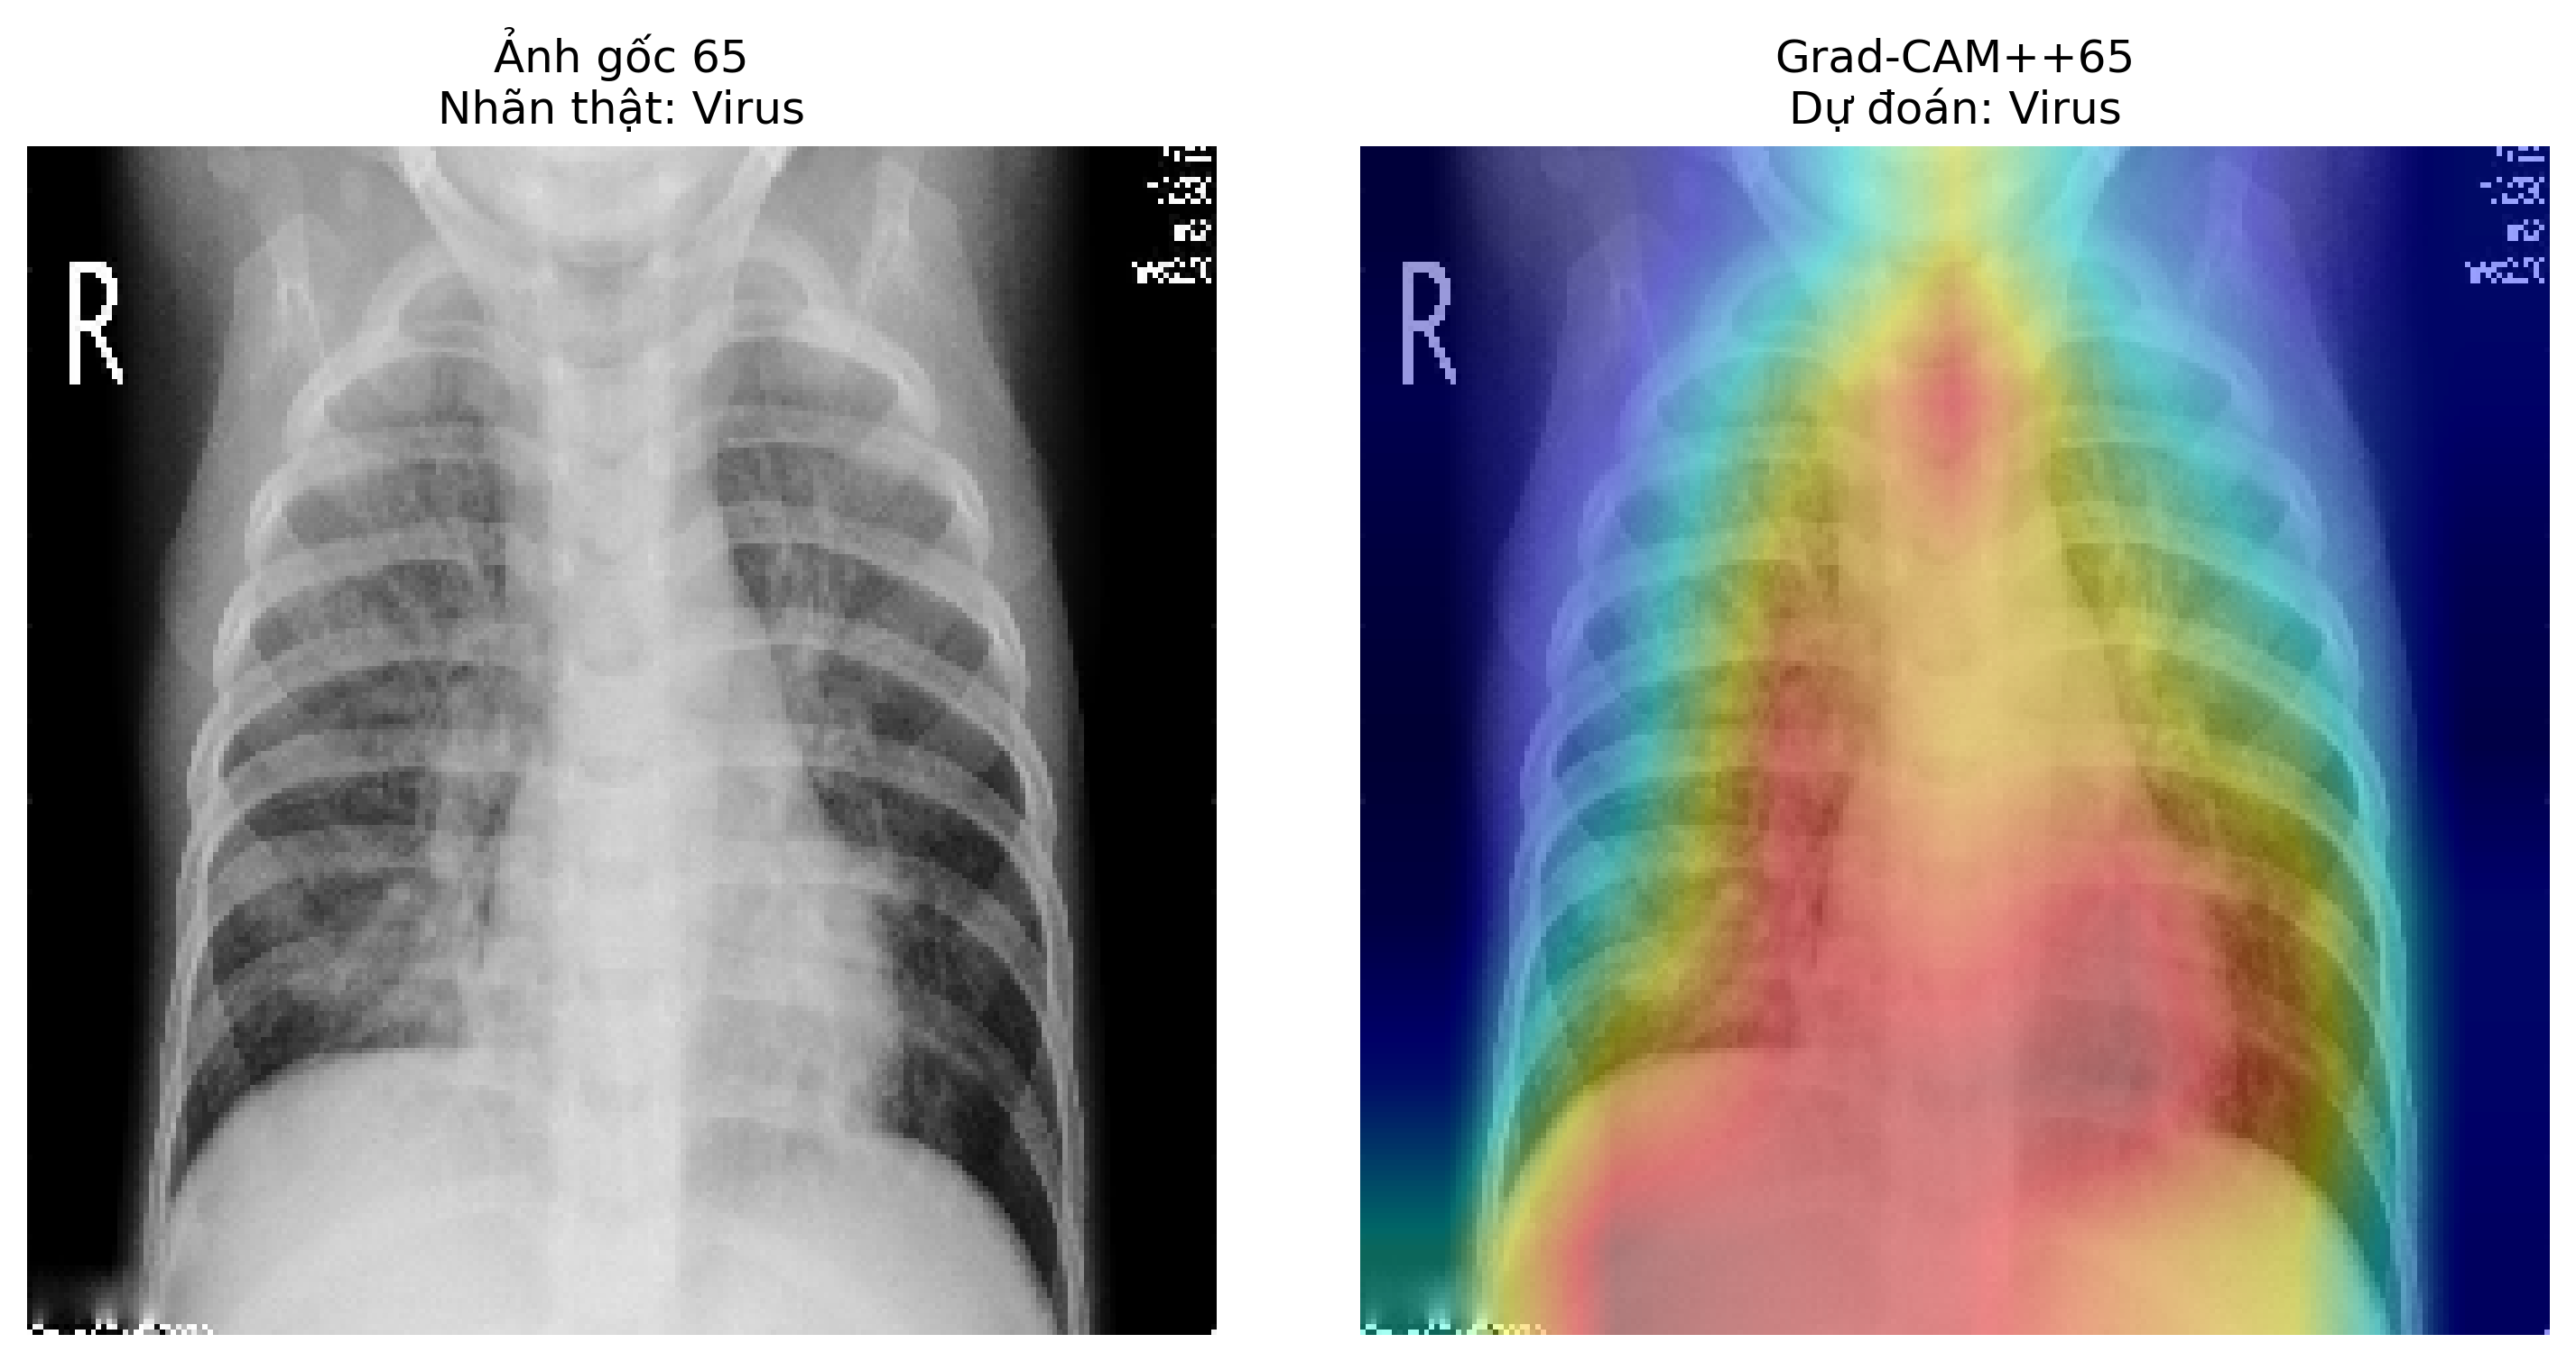 Ảnh gốc 65
Nhãn thật: Virus
Grad-CAM++65
Dự đoán: Virus
R
R